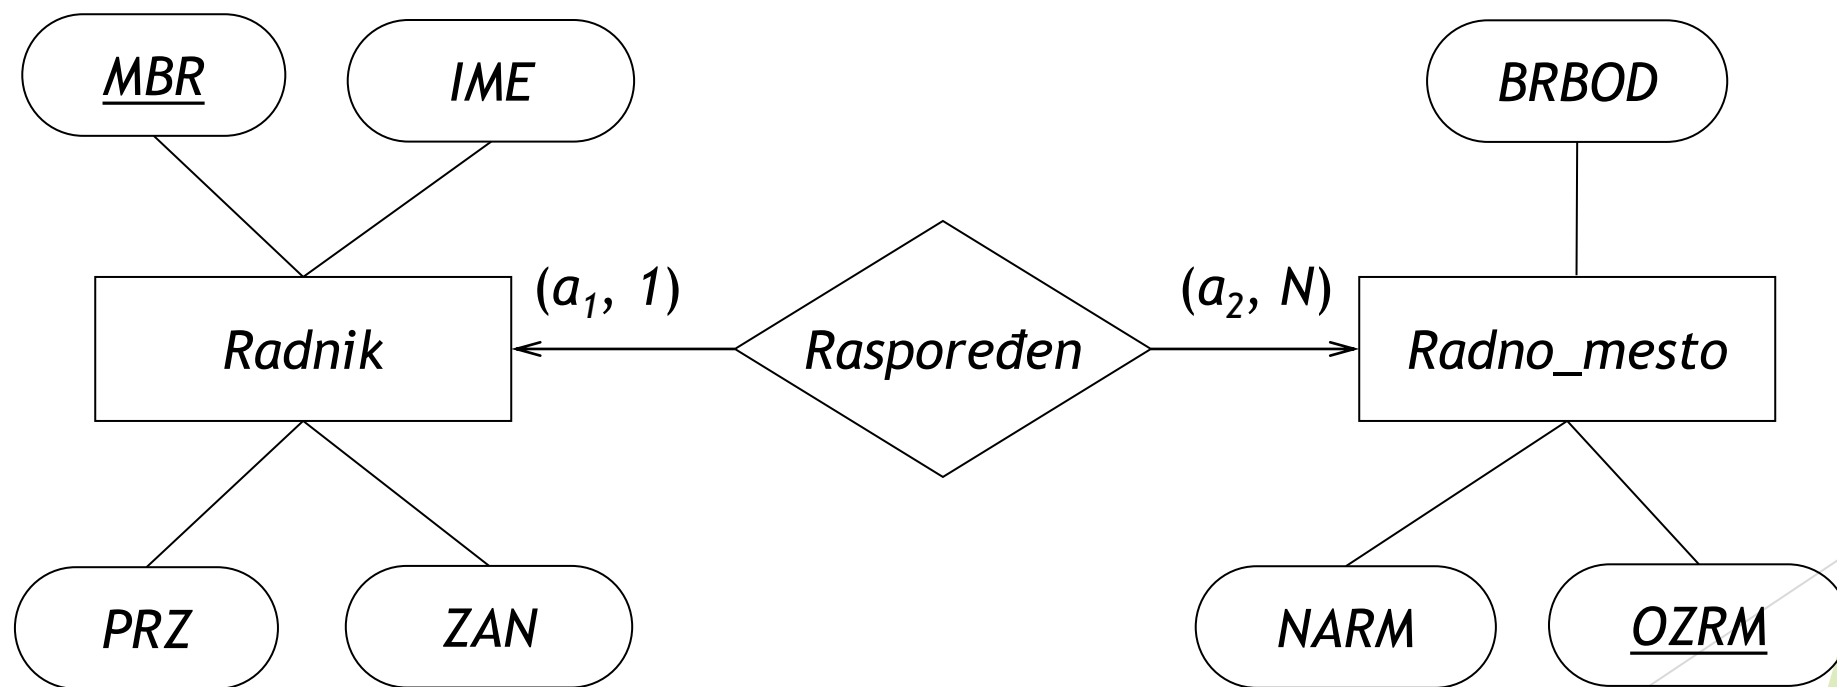 MBR
IME
BRBOD
(a₁, 1)
(a₂, N)
Radnik
Raspoređen
Radno_mesto
PRZ
ZAN
NARM
OZRM